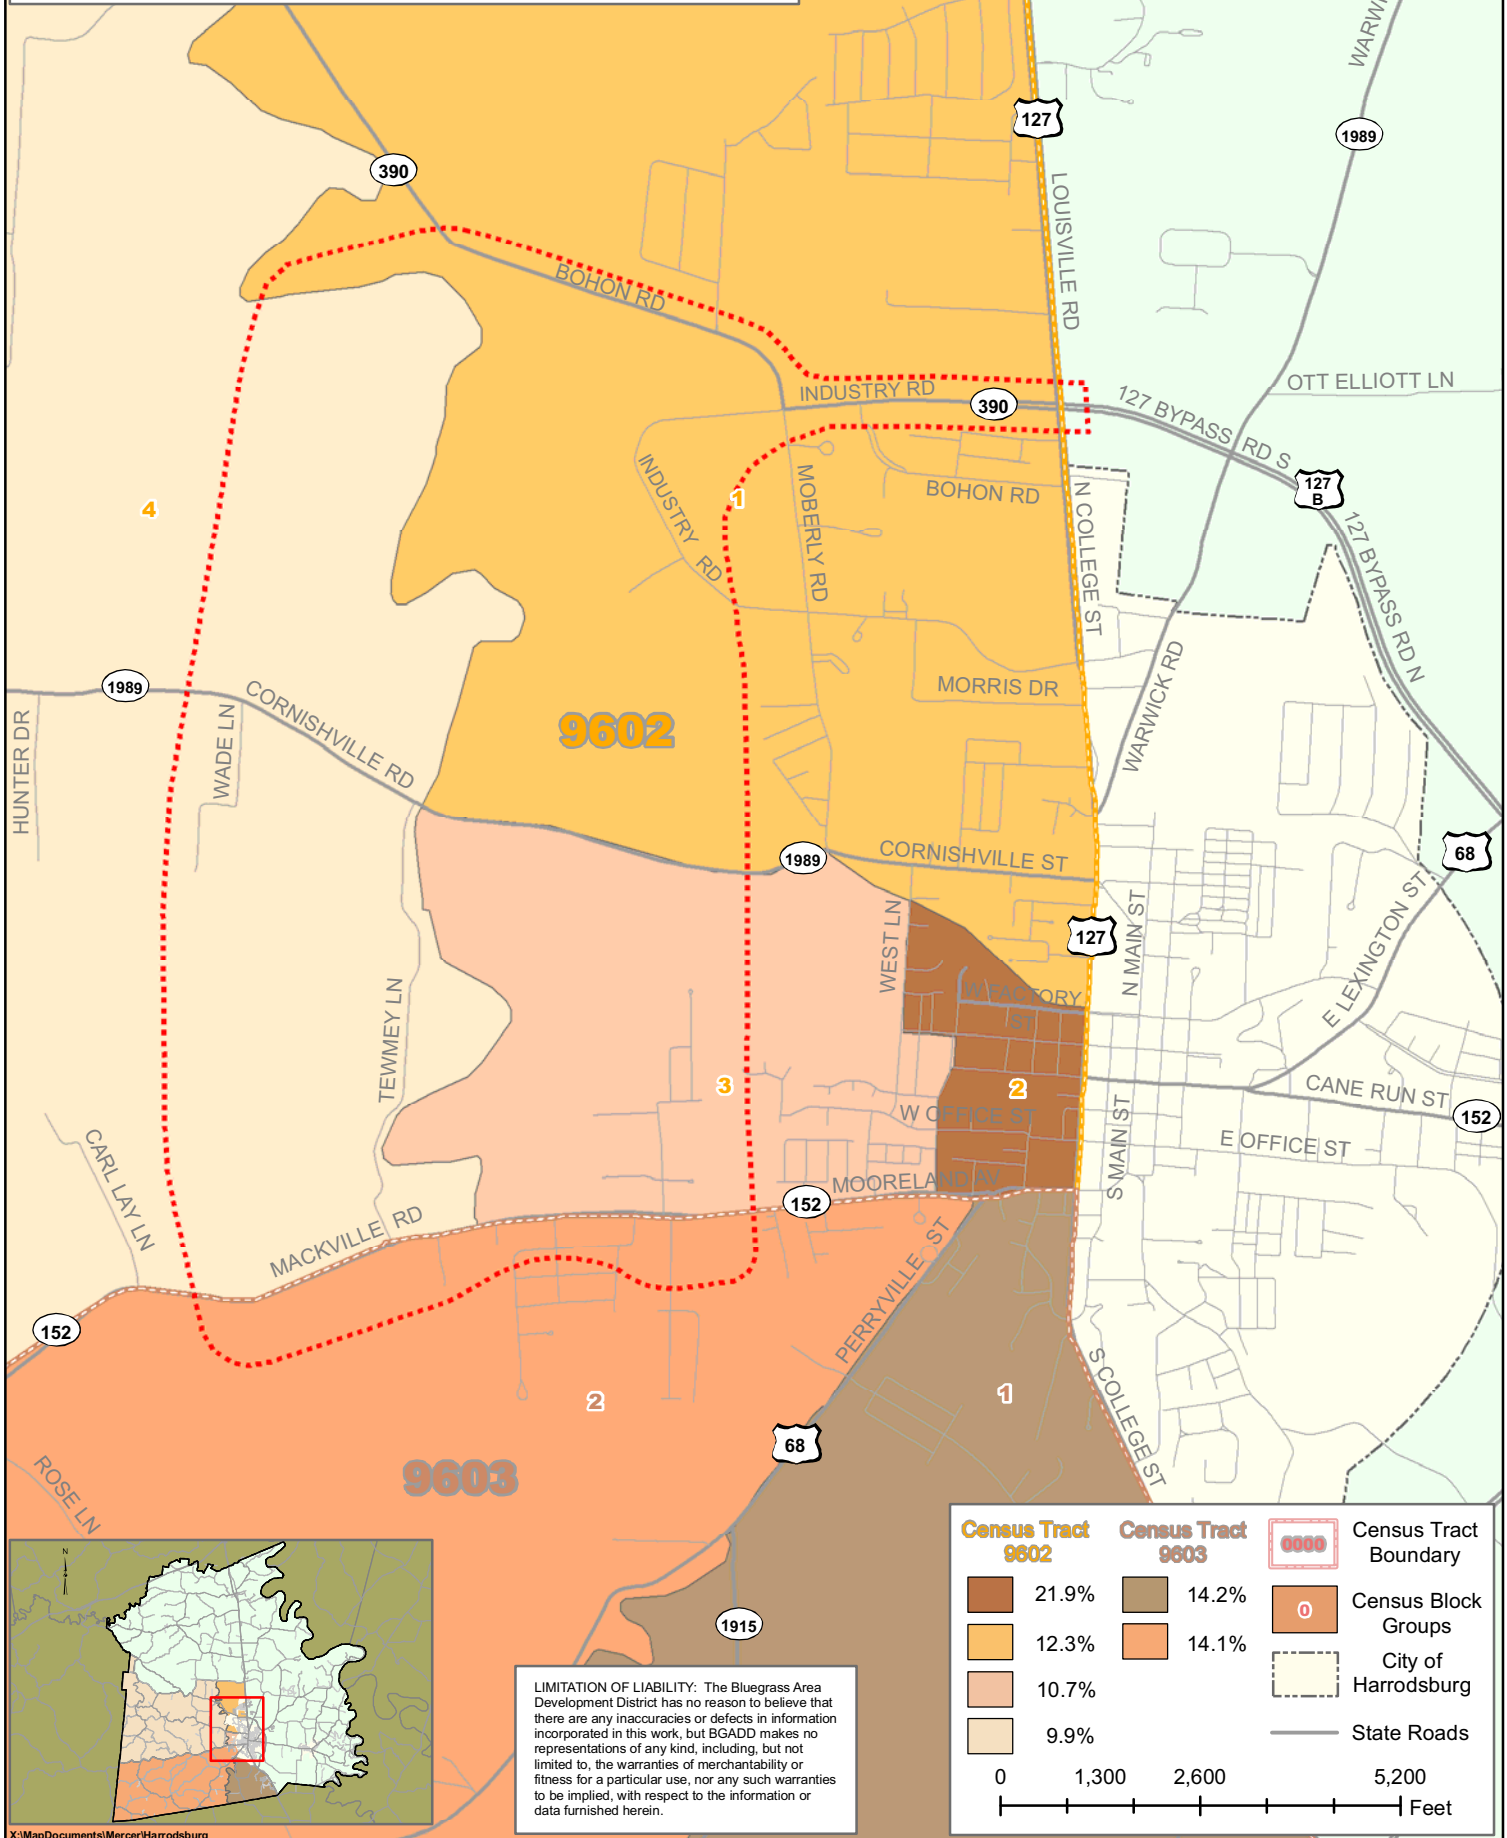 WARWI
127
1989
390
LOUISVILLE RD
BOHON RD
INDUSTRY RD
390
OTT ELLIOTT LN
127 BYPASS RD S
127
B
4
1
INDUSTRY RD
MOBERLY RD
BOHON RD
N COLLEGE ST
127 BYPASS RD N
1989
CORNISHVILLE RD
HUNTER DR
WADE LN
9602
MORRIS DR
WARWICK RD
1989
CORNISHVILLE ST
68
127
WEST LN
N MAIN ST
E LEXINGTON ST
W FACTORY
ST
TEWMEY LN
3
2
W OFFICE ST
CANE RUN ST
152
S MAIN ST
E OFFICE ST
CARL LAY LN
MOORELAND AV
152
MACKVILLE RD
PERRYVILLE ST
152
2
1
S COLLEGE ST
68
9603
ROSE LN
1915
N
Census Tract
9602
21.9%
12.3%
10.7%
9.9%
Census Tract
9603
14.2%
14.1%
0000
Census Tract
Boundary
0
Census Block
Groups
City of
Harrodsburg
State Roads
0 1,300 2,600 5,200
Feet
LIMITATION OF LIABILITY: The Bluegrass Area
Development District has no reason to believe that
there are any inaccuracies or defects in information
incorporated in this work, but BGADD makes no
representations of any kind, including, but not
limited to, the warranties of merchantability or
fitness for a particular use, nor any such warranties
to be implied, with respect to the information or
data furnished herein.
X:\MapDocuments\Mercer\Harrodsburg